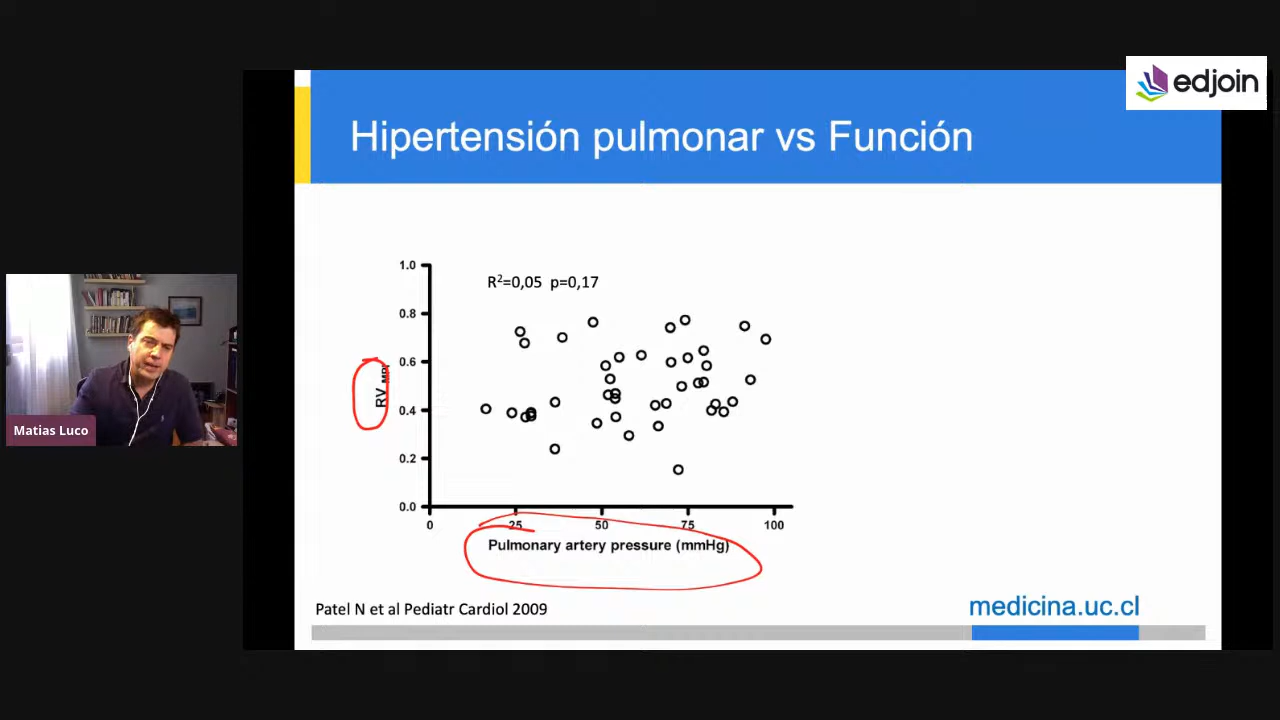 edjoin
Hipertensión pulmonar vs Función
R²=0,05 p=0,17
1.0
0.8
0.6
0.4
0.2
0.0
RV MPI
0 25 50 75 100
Pulmonary artery pressure (mmHg)
Matias Luco
Patel N et al Pediatr Cardiol 2009
medicina.uc.cl